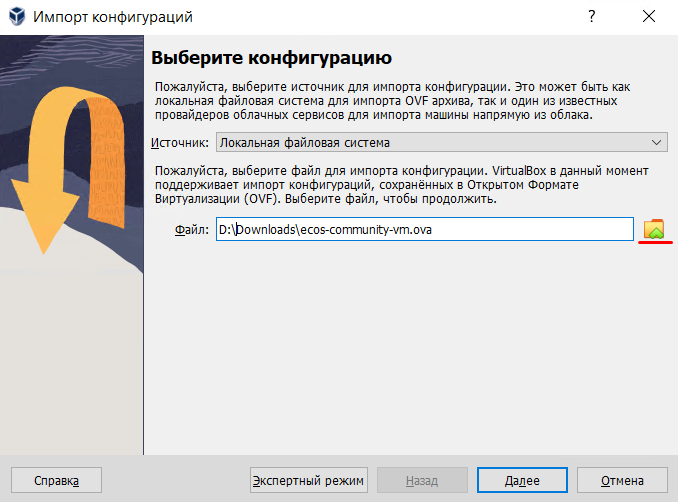 Импорт конфигураций
?
Выберите конфигурацию
Пожалуйста, выберите источник для импорта конфигурации. Это может быть как
локальная файловая система для импорта OVF архива, так и один из известных
провайдеров облачных сервисов для импорта машины напрямую из облака.
Источник: Локальная файловая система
Пожалуйста, выберите файл для импорта конфигурации. VirtualBox в данный момент
поддерживает импорт конфигураций, сохранённых в Открытом Формате
Виртуализации (OVF). Выберите файл, чтобы продолжить.
Файл: D:\Downloads\ecos-community-vm.ova
Справка Экспертный режим Назад Далее Отмена